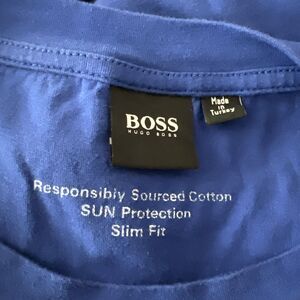 BOSS
HUGO BOSS
Made
in
Turkey
Responsibly Sourced Cotton
SUN Protection
Slim Fit